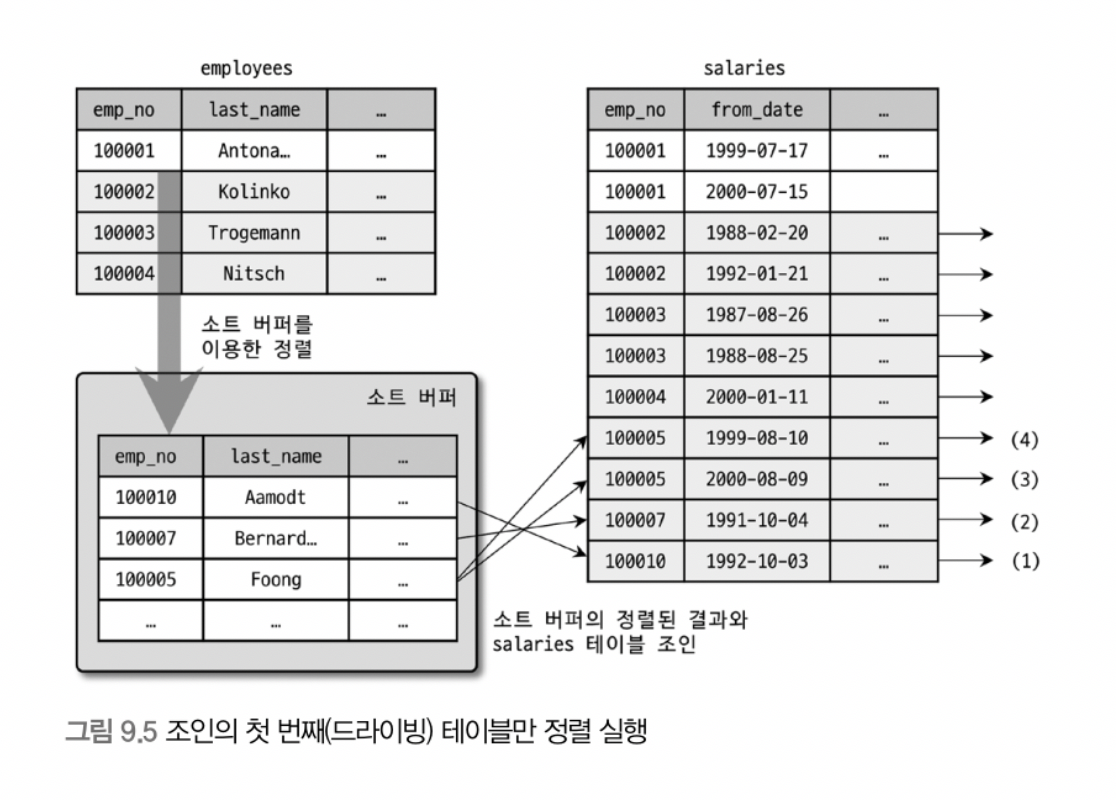 employees
emp_no last_name …
100001 Antona… …
100002 Kolinko …
100003 Trogemann …
100004 Nitsch …
소트 버퍼를
이용한 정렬
소트 버퍼
emp_no last_name …
100010 Aamodt …
100007 Bernard… …
100005 Foong …
… … …
salaries
emp_no from_date …
100001 1999-07-17 …
100001 2000-07-15
100002 1988-02-20 …
100002 1992-01-21 …
100003 1987-08-26 …
100003 1988-08-25 …
100004 2000-01-11 …
100005 1999-08-10 … (4)
100005 2000-08-09 … (3)
100007 1991-10-04 … (2)
100010 1992-10-03 … (1)
소트 버퍼의 정렬된 결과와
salaries 테이블 조인
그림 9.5 조인의 첫 번째(드라이빙) 테이블만 정렬 실행